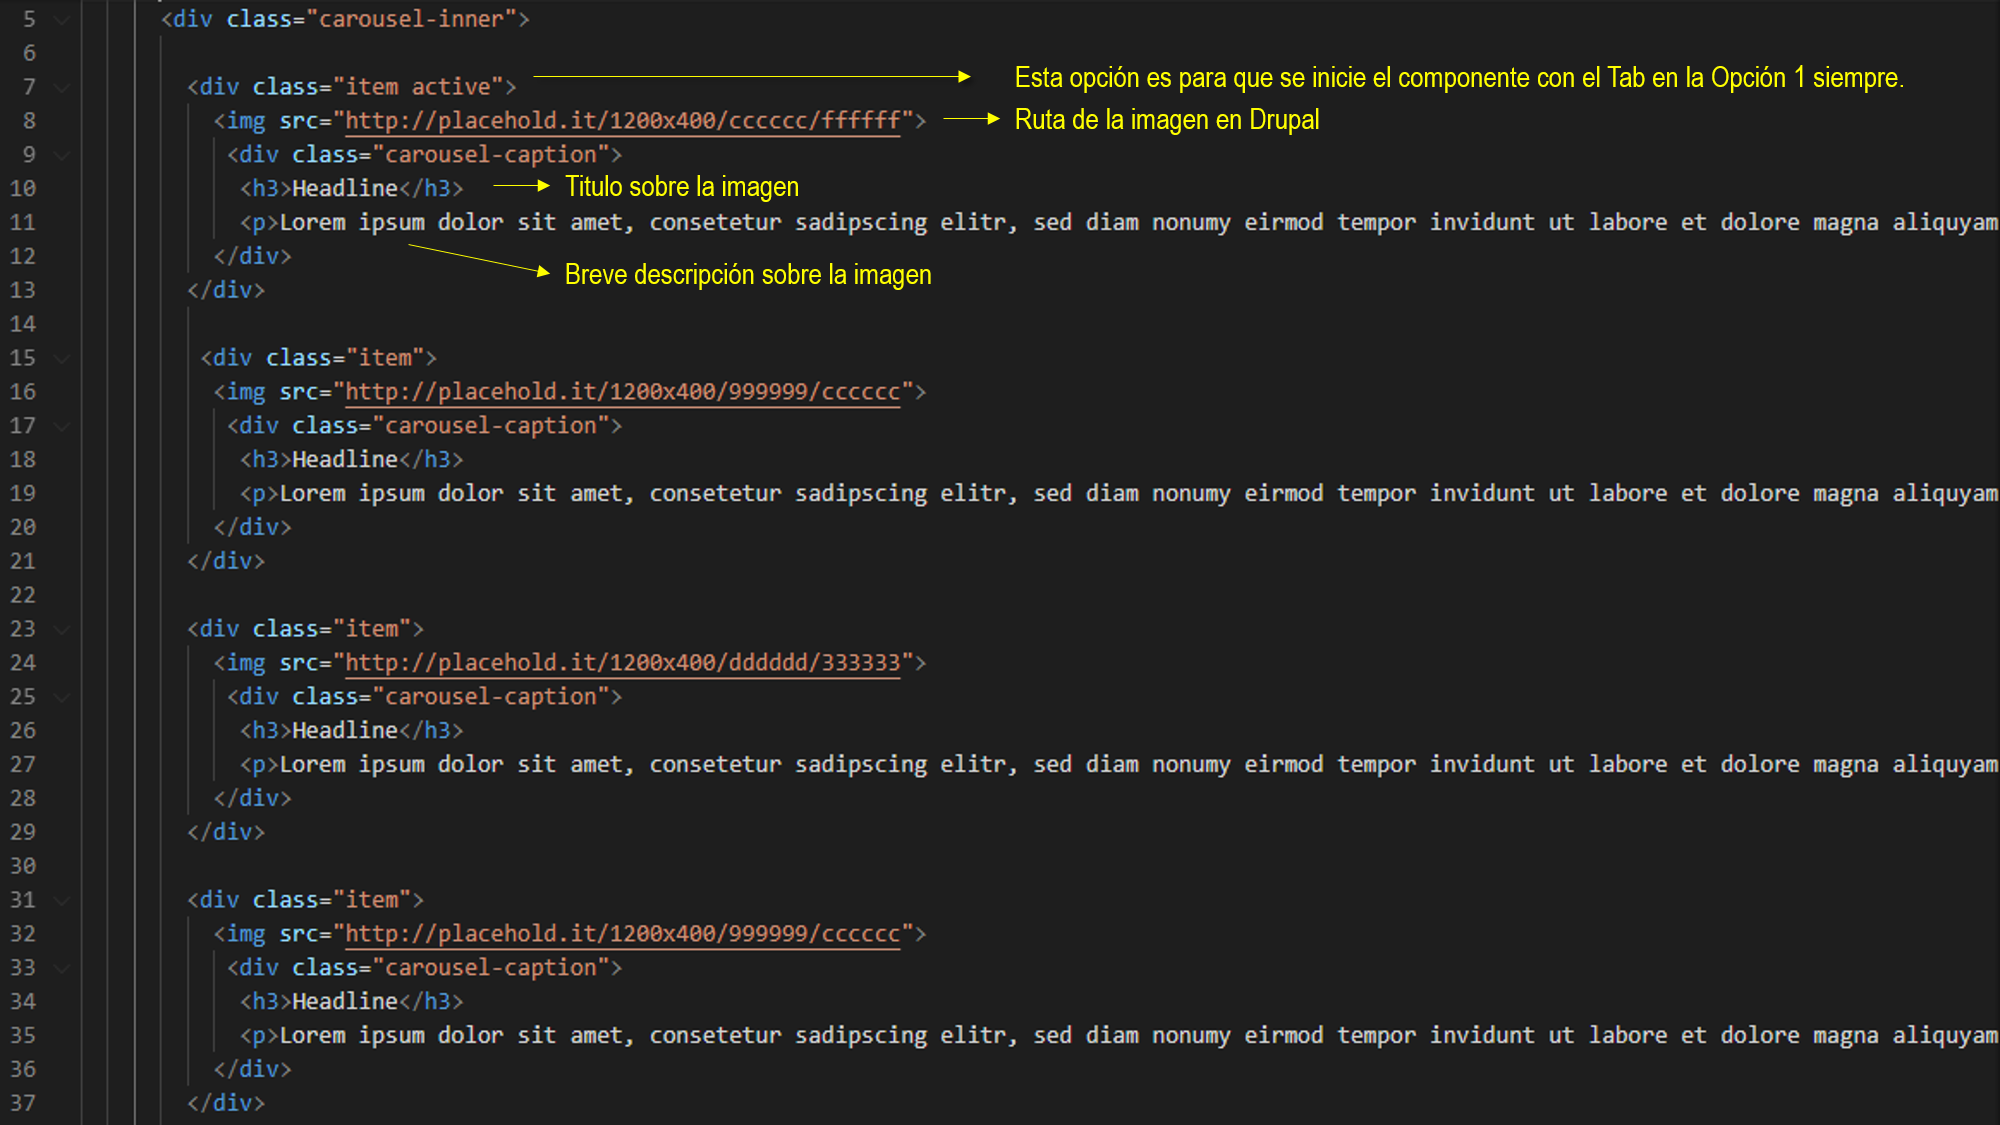 5 <div class="carousel-inner">
6
7 <div class="item active"> Esta opción es para que se inicie el componente con el Tab en la Opción 1 siempre.
8 <img src="http://placehold.it/1200x400/cccccc/ffffff"> Ruta de la imagen en Drupal
9 <div class="carousel-caption">
10 <h3>Headline</h3> Titulo sobre la imagen
11 <p>Lorem ipsum dolor sit amet, consetetur sadipscing elitr, sed diam nonumy eirmod tempor invidunt ut labore et dolore magna aliquyam
12 </div>
Breve descripción sobre la imagen
13 </div>
14
15 <div class="item">
16 <img src="http://placehold.it/1200x400/999999/cccccc">
17 <div class="carousel-caption">
18 <h3>Headline</h3>
19 <p>Lorem ipsum dolor sit amet, consetetur sadipscing elitr, sed diam nonumy eirmod tempor invidunt ut labore et dolore magna aliquyam
20 </div>
21 </div>
22
23 <div class="item">
24 <img src="http://placehold.it/1200x400/dddddd/333333">
25 <div class="carousel-caption">
26 <h3>Headline</h3>
27 <p>Lorem ipsum dolor sit amet, consetetur sadipscing elitr, sed diam nonumy eirmod tempor invidunt ut labore et dolore magna aliquyam
28 </div>
29 </div>
30
31 <div class="item">
32 <img src="http://placehold.it/1200x400/999999/cccccc">
33 <div class="carousel-caption">
34 <h3>Headline</h3>
35 <p>Lorem ipsum dolor sit amet, consetetur sadipscing elitr, sed diam nonumy eirmod tempor invidunt ut labore et dolore magna aliquyam
36 </div>
37 </div>